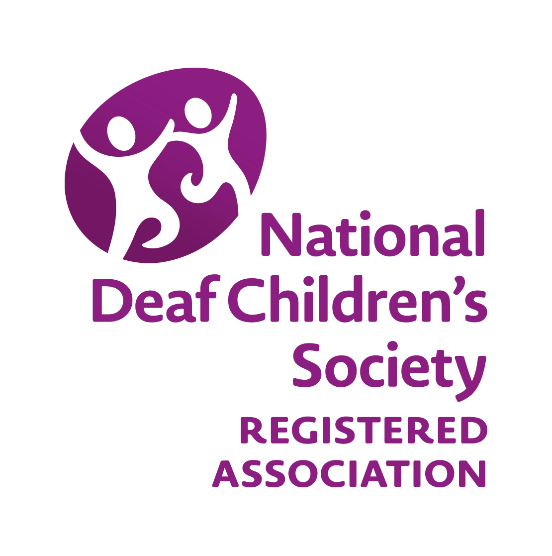 National
Deaf Children’s
Society
REGISTERED
ASSOCIATION